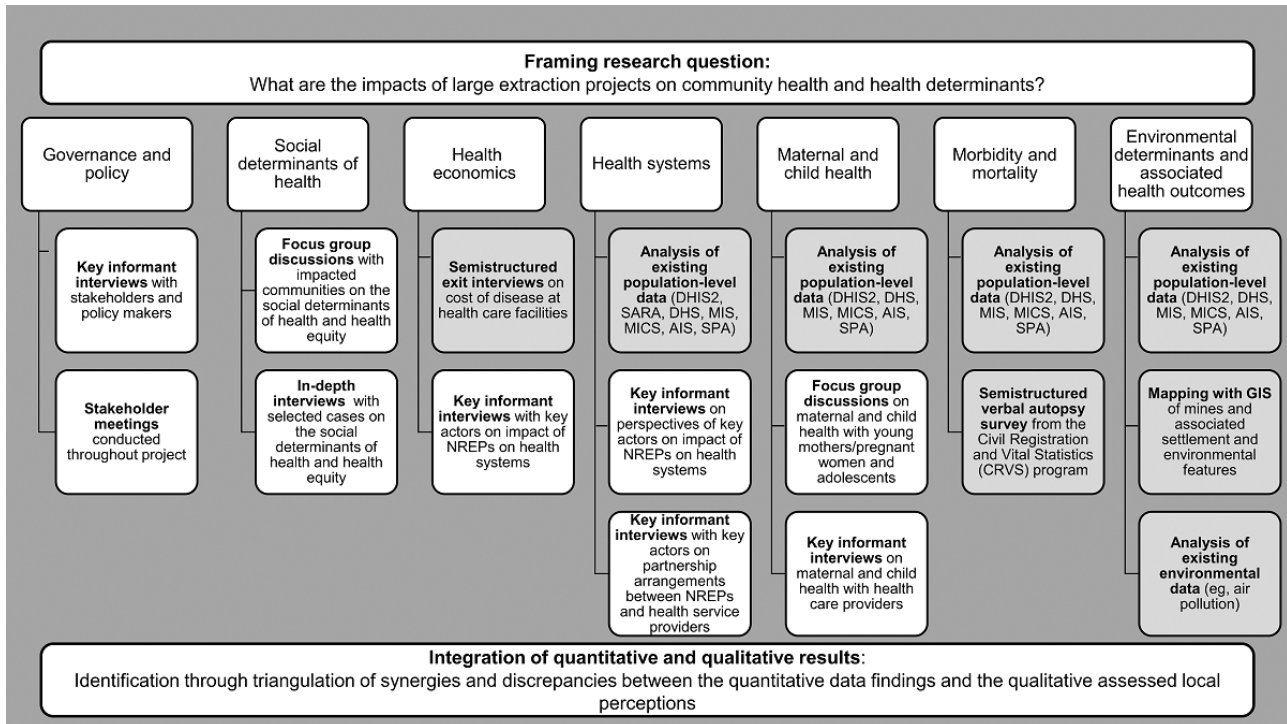 Framing research question:
What are the impacts of large extraction projects on community health and health determinants?
Governance and
policy
Key informant
interviews with
stakeholders and
policy makers
Stakeholder
meetings
conducted
throughout project
Social
determinants of
health
Focus group
discussions with
impacted
communities on the
social determinants
of health and health
equity
In-depth
interviews with
selected cases on
the social
determinants of
health and health
equity
Health
economics
Semistructured
exit interviews on
cost of disease at
health care facilities
Key informant
interviews with key
actors on impact of
NREPs on health
systems
Health systems
Analysis of
existing
population-level
data (DHIS2,
SARA, DHS, MIS,
MICS, AIS, SPA)
Key informant
interviews on
perspectives of key
actors on impact of
NREPs on health
systems
Key informant
interviews with key
actors on
partnership
arrangements
between NREPs
and health service
providers
Maternal and
child health
Analysis of
existing
population-level
data (DHIS2, DHS,
MIS, MICS, AIS,
SPA)
Focus group
discussions on
maternal and child
health with young
mothers/pregnant
women and
adolescents
Key informant
interviews on
maternal and child
health with health
care providers
Morbidity and
mortality
Analysis of
existing
population-level
data (DHIS2, DHS,
MIS, MICS, AIS,
SPA)
Semistructured
verbal autopsy
survey from the
Civil Registration
and Vital Statistics
(CRVS) program
Environmental
determinants and
associated
health outcomes
Analysis of
existing
population-level
data (DHIS2, DHS,
MIS, MICS, AIS,
SPA)
Mapping with GIS
of mines and
associated
settlement and
environmental
features
Analysis of
existing
environmental
data (eg, air
pollution)
Integration of quantitative and qualitative results:
Identification through triangulation of synergies and discrepancies between the quantitative data findings and the qualitative assessed local
perceptions